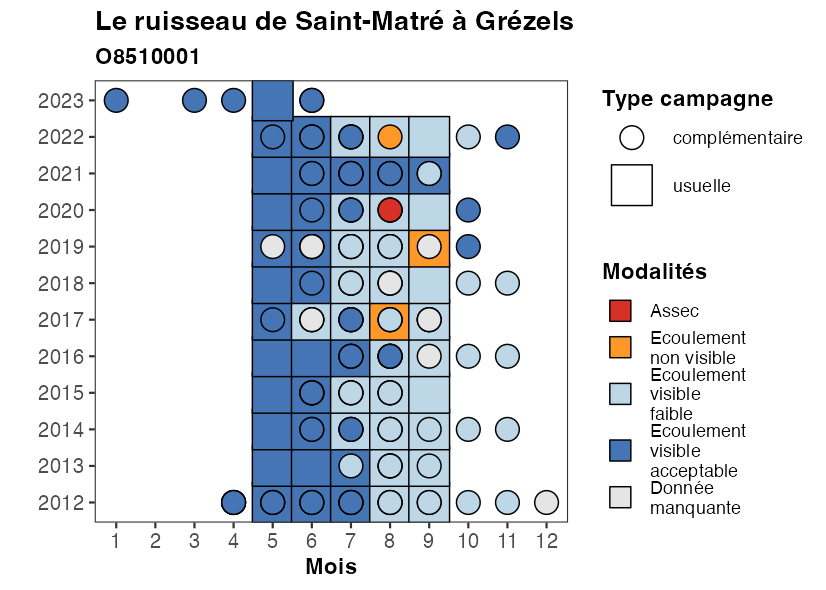 Le ruisseau de Saint-Matré à Grézels
O8510001
2023
2022
2021
2020
2019
2018
2017
2016
2015
2014
2013
2012
1 2 3 4 5 6 7 8 9 10 11 12
Mois
Type campagne
complémentaire
usuelle
Modalités
Assec
Ecoulement
non visible
Ecoulement
visible
faible
Ecoulement
visible
acceptable
Donnée
manquante